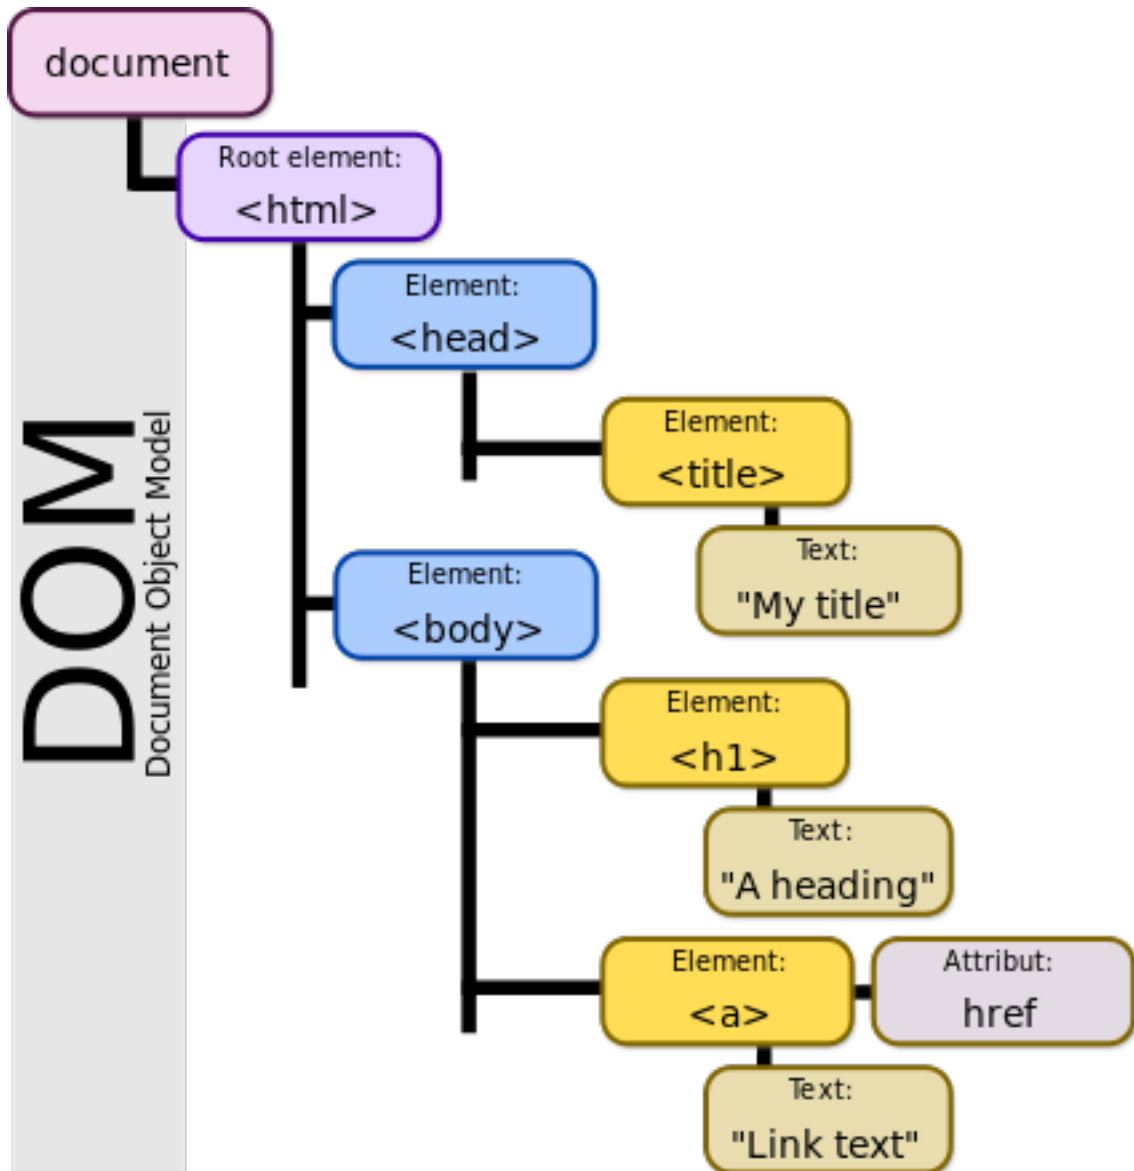 document
Root element:
<html>
Element:
<head>
Element:
<title>
Text:
"My title"
Element:
<body>
Element:
<h1>
Text:
"A heading"
Element:
<a>
Attribut:
href
Text:
"Link text"
DOM
Document Object Model